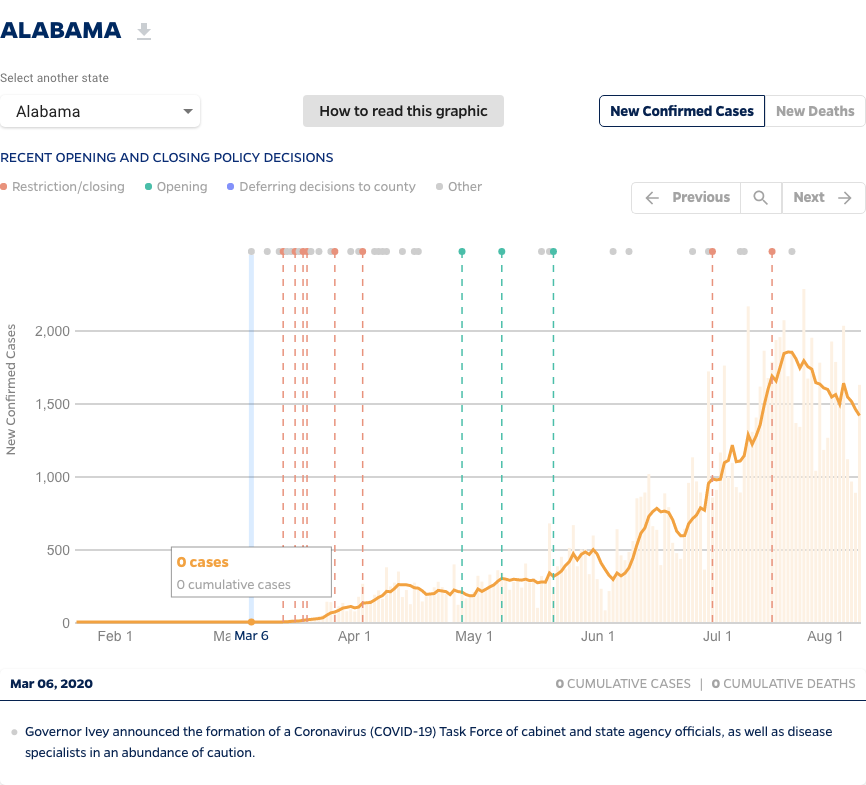 ALABAMA
Select another state
Alabama
How to read this graphic
New Confirmed Cases
New Deaths
RECENT OPENING AND CLOSING POLICY DECISIONS
Restriction/closing
Opening
Deferring decisions to county
Other
Previous
Next
New Confirmed Cases
2,000
1,500
1,000
500
0
0 cases
0 cumulative cases
Feb 1
Ma
Mar 6
Apr 1
May 1
Jun 1
Jul 1
Aug 1
Mar 06, 2020
0 CUMULATIVE CASES | 0 CUMULATIVE DEATHS
Governor Ivey announced the formation of a Coronavirus (COVID-19) Task Force of cabinet and state agency officials, as well as disease
specialists in an abundance of caution.